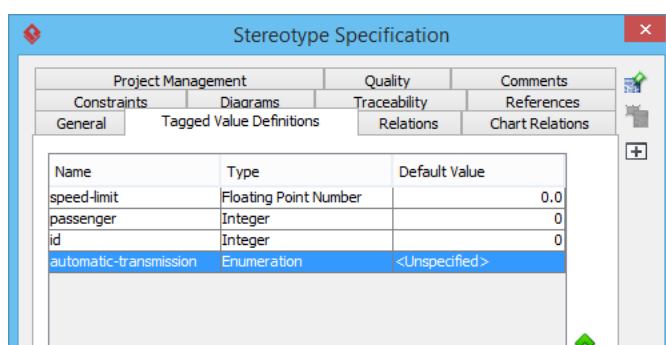 Stereotype Specification
Project Management Quality Comments
Constraints Diagrams Traceability References
General Tagged Value Definitions Relations Chart Relations
Name Type Default Value
speed-limit Floating Point Number 0.0
passenger Integer 0
id Integer 0
automatic-transmission Enumeration <Unspecified>